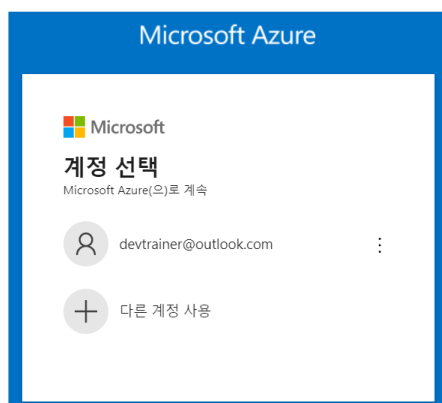 Microsoft Azure
Microsoft
계정 선택
Microsoft Azure(으)로 계속
devtrainer@outlook.com
다른 계정 사용